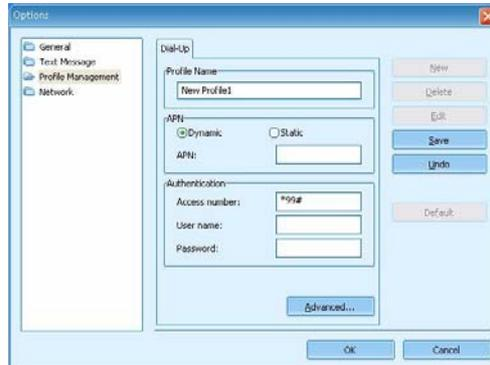 Options
General
Text Message
Profile Management
Network
Dial-Up
Profile Name
New Profile1
APN
Dynamic
Static
APN:
Authentication
Access number:
*99#
User name:
Password:
Advanced...
New
Delete
Edit
Save
Undo
Default
OK
Cancel